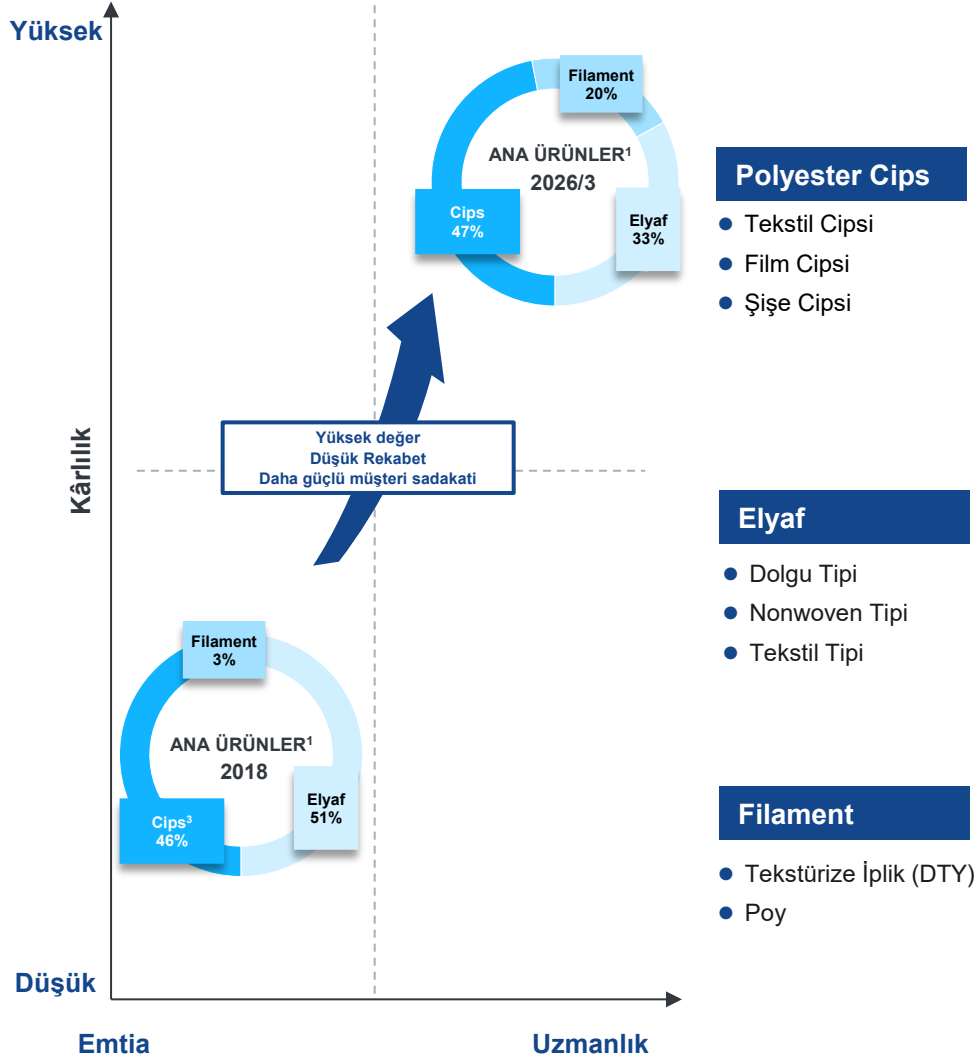 Yüksek
Filament
20%
ANA ÜRÜNLER¹
2026/3
Cips
47%
Elyaf
33%
Polyester Cips
Tekstil Cipsi
Film Cipsi
Şişe Cipsi
Kârlılık
Yüksek değer
Düşük Rekabet
Daha güçlü müşteri sadakati
Elyaf
Dolgu Tipi
Nonwoven Tipi
Tekstil Tipi
Filament
3%
ANA ÜRÜNLER¹
2018
Cips³
46%
Elyaf
51%
Filament
Tekstürize İplik (DTY)
Poy
Düşük
Emtia
Uzmanlık